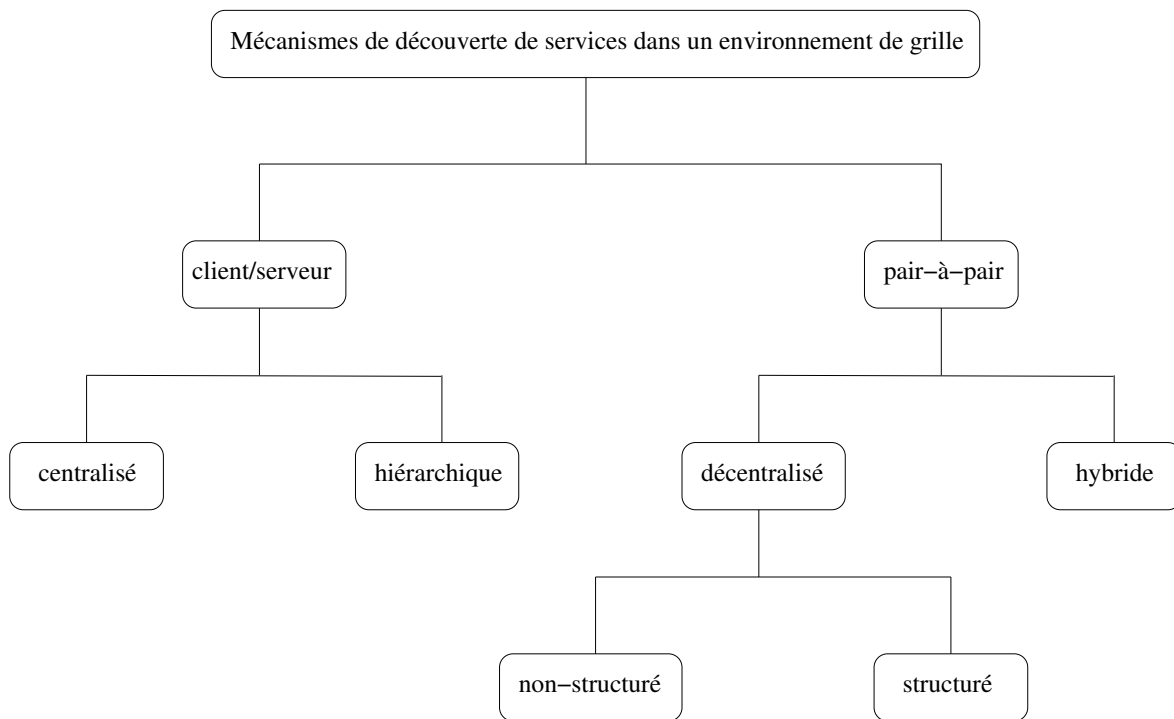 Mécanismes de découverte de services dans un environnement de grille
client/serveur
pair−à−pair
centralisé
hiérarchique
décentralisé
hybride
non−structuré
structuré